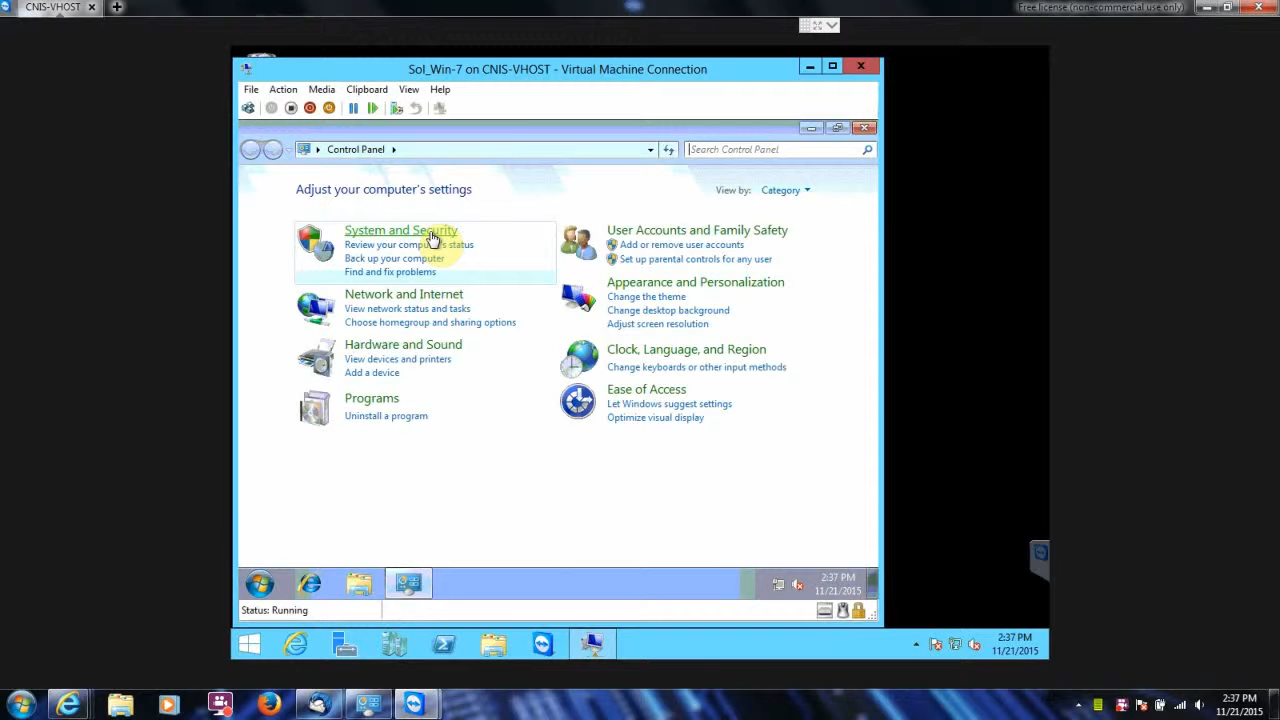 CNIS-VHOST
Free license (non-commercial use only)
Sol_Win-7 on CNIS-VHOST - Virtual Machine Connection
File Action Media Clipboard View Help
Control Panel
Search Control Panel
Adjust your computer's settings
View by: Category
System and Security
Review your computer's status
Back up your computer
Find and fix problems
Network and Internet
View network status and tasks
Choose homegroup and sharing options
Hardware and Sound
View devices and printers
Add a device
Programs
Uninstall a program
User Accounts and Family Safety
Add or remove user accounts
Set up parental controls for any user
Appearance and Personalization
Change the theme
Change desktop background
Adjust screen resolution
Clock, Language, and Region
Change keyboards or other input methods
Ease of Access
Let Windows suggest settings
Optimize visual display
2:37 PM
11/21/2015
Status: Running
2:37 PM
11/21/2015
2:37 PM
11/21/2015